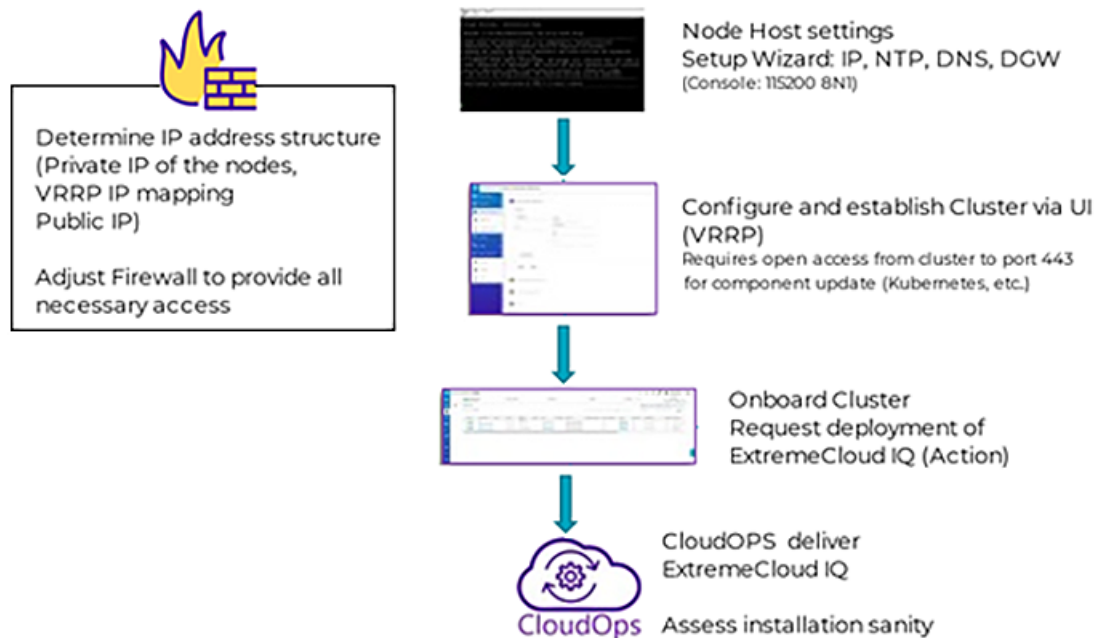 Determine IP address structure
(Private IP of the nodes,
VRRP IP mapping
Public IP)
Adjust Firewall to provide all
necessary access
Node Host settings
Setup Wizard: IP, NTP, DNS, DGW
(Console: 115200 8N1)
Configure and establish Cluster via UI
(VRRP)
Requires open access from cluster to port 443
for component update (Kubernetes, etc.)
Onboard Cluster
Request deployment of
ExtremeCloud IQ (Action)
CloudOPS deliver
ExtremeCloud IQ
CloudOps
Assess installation sanity